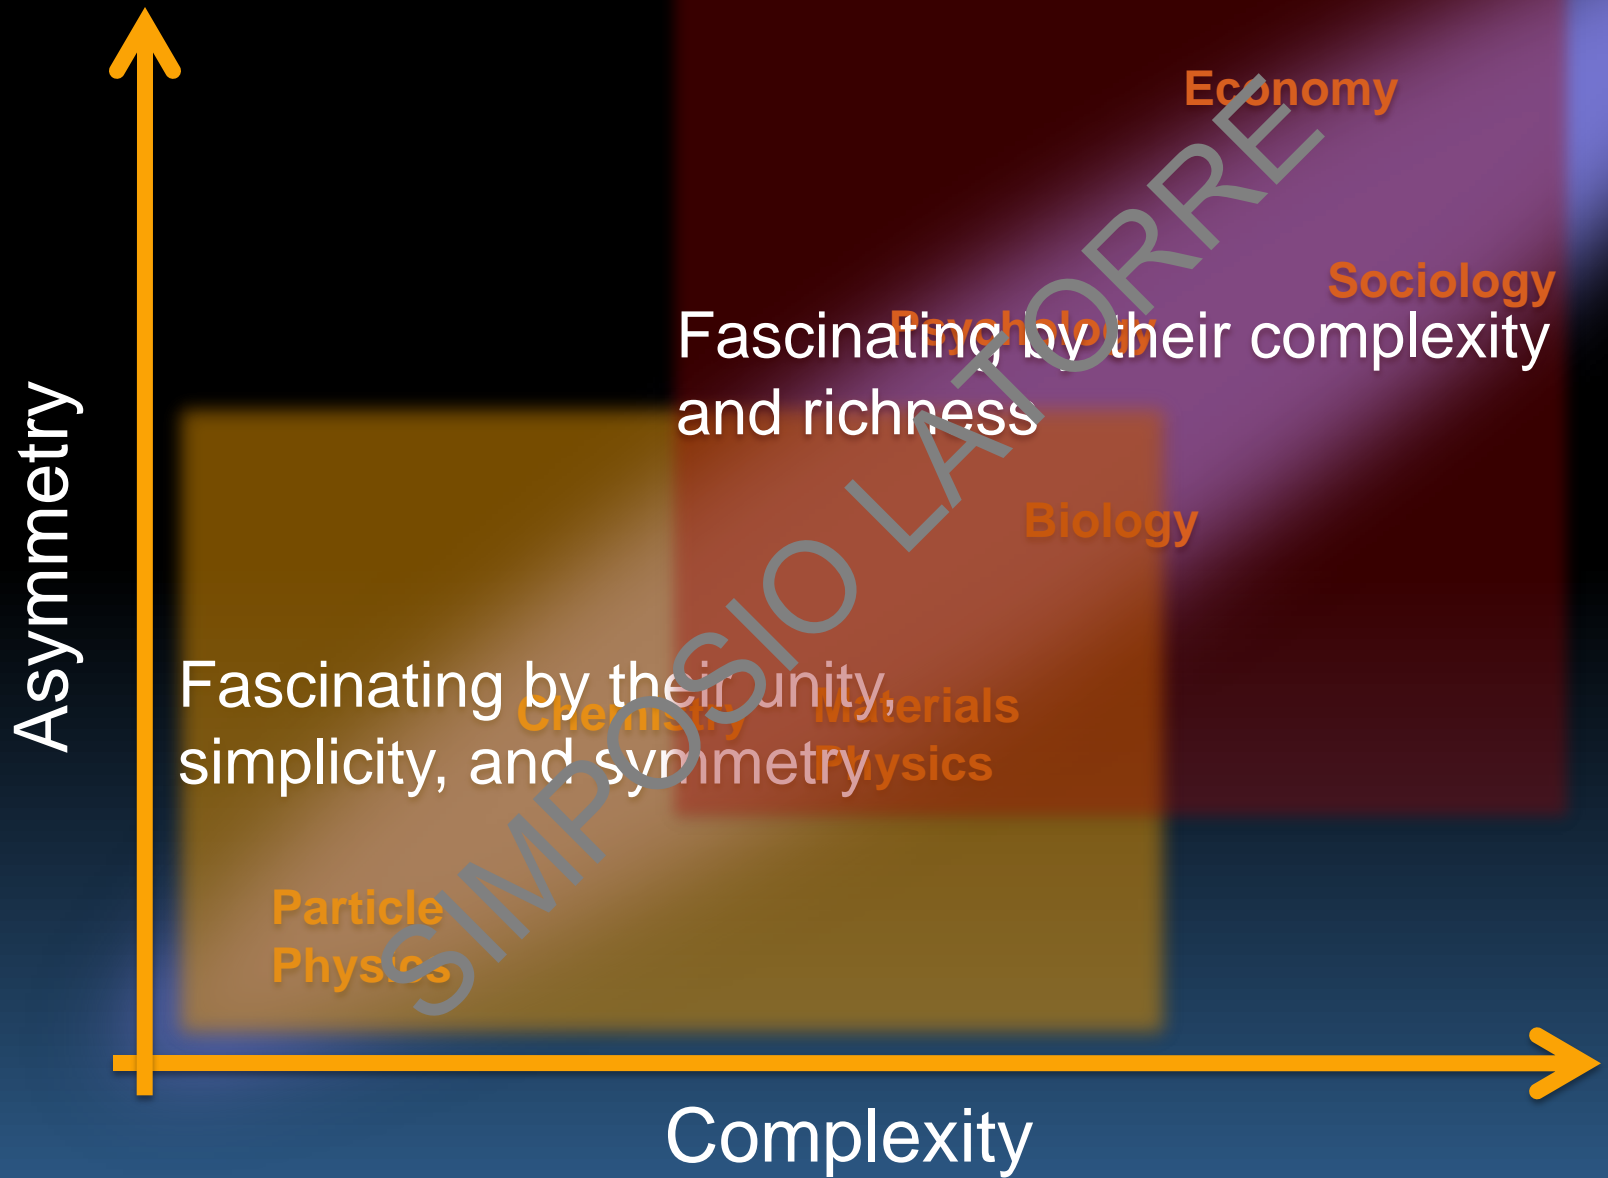 Economy
Sociology
Psychology
Fascinating by their complexity
and richness
Biology
Asymmetry
Fascinating by their unity,
simplicity, and symmetry
Chemistry
Materials
Physics
Particle
Physics
Complexity
SIMPOSIO LATORRE